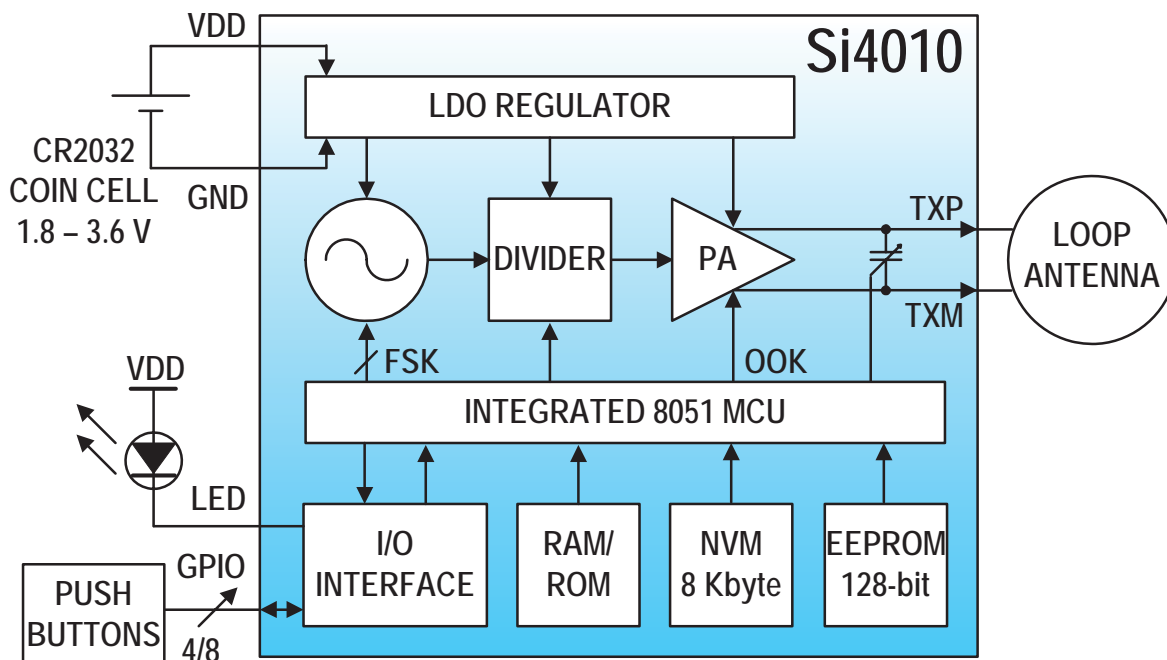 VDD
Si4010
LDO REGULATOR
CR2032
COIN CELL
1.8 – 3.6 V
GND
DIVIDER
PA
TXP
TXM
LOOP
ANTENNA
FSK
OOK
VDD
INTEGRATED 8051 MCU
LED
I/O
INTERFACE
RAM/
ROM
NVM
8 Kbyte
EEPROM
128-bit
GPIO
4/8
PUSH
BUTTONS